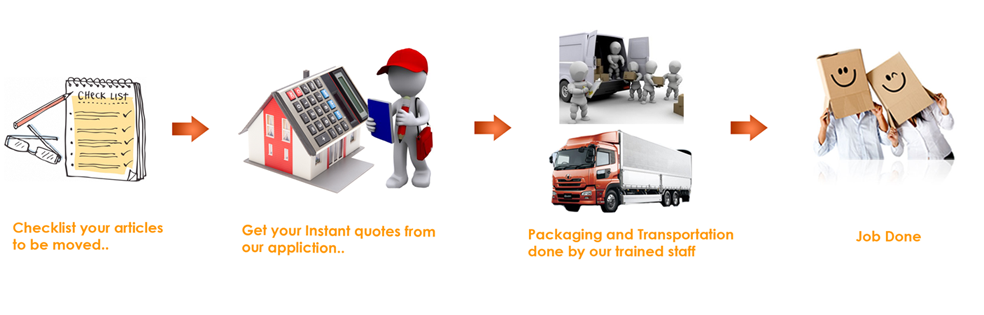 CHECK LIST
Checklist your articles
to be moved..
Get your Instant quotes from
our appliction..
Packaging and Transportation
done by our trained staff
Job Done